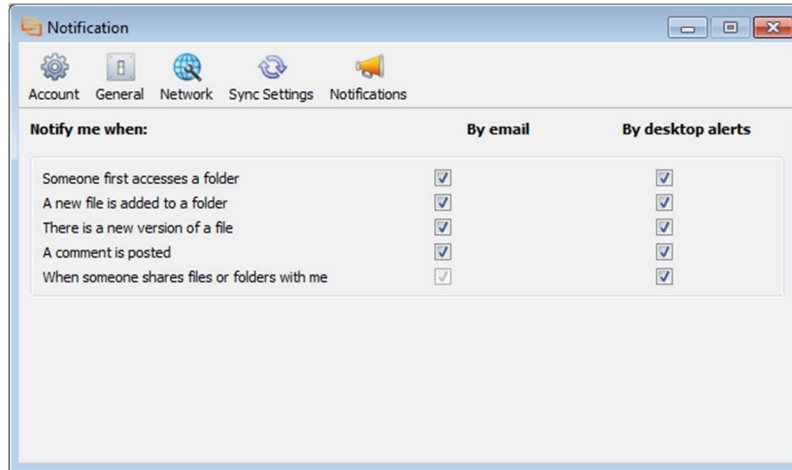 Notification
Account General Network Sync Settings Notifications
Notify me when: By email By desktop alerts
Someone first accesses a folder
A new file is added to a folder
There is a new version of a file
A comment is posted
When someone shares files or folders with me